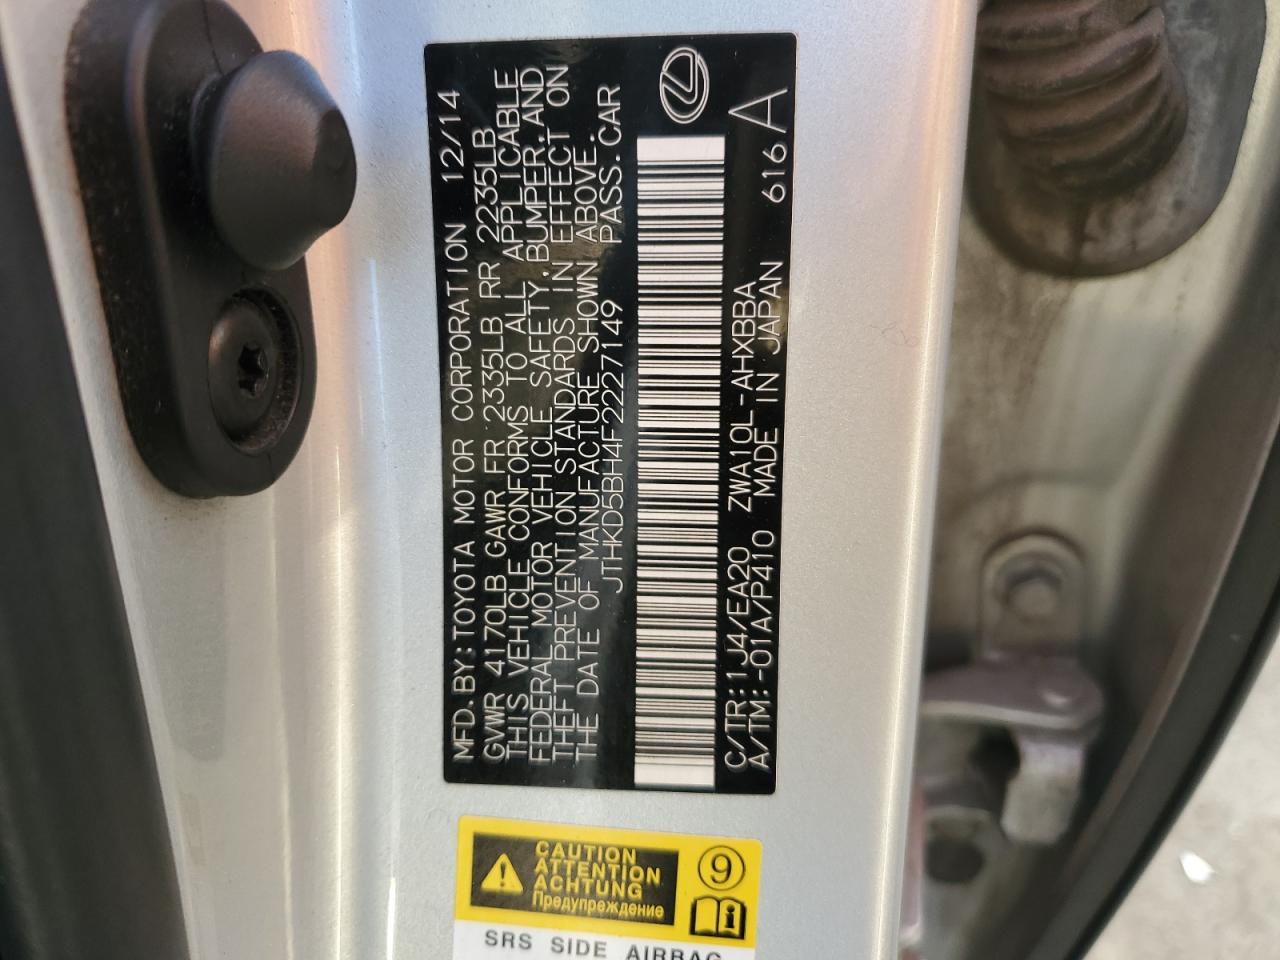 MFD.BY:TOYOTA MOTOR CORPORATION 12/14
GVWR 4170LB GAWR FR 2335LB RR 2235LB
THIS VEHICLE CONFORMS TO ALL APPLICABLE
FEDERAL MOTOR VEHICLE SAFETY,BUMPER,AND
THEFT PREVENTION STANDARDS IN EFFECT ON
THE DATE OF MANUFACTURE SHOWN ABOVE.
JTHKD5BH4F2227149 PASS.CAR
C/TR:1J4/EA20 ZWA10L-AHXBBA 616 A
A/TM:-01A/P410 MADE IN JAPAN
CAUTION
ATTENTION
ACHTUNG
Предупреждение
9
i
SRS SIDE AIRBAG